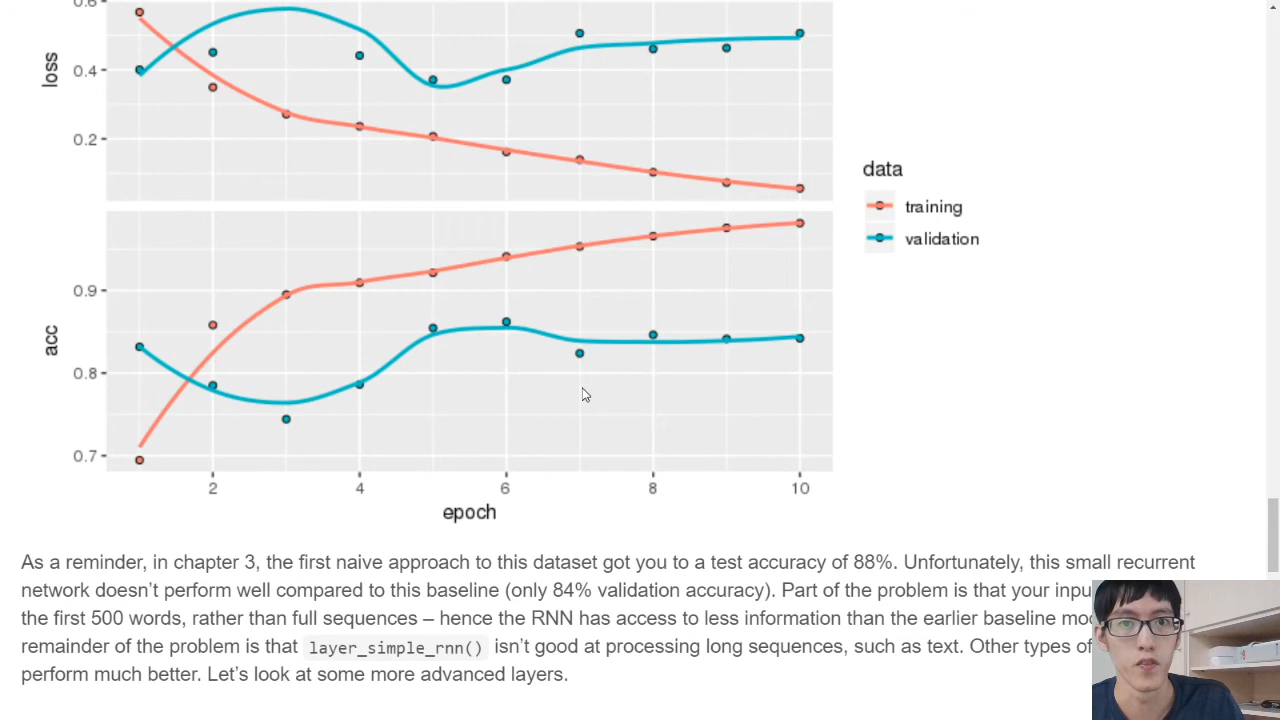 0.6
loss
0.4
0.2
data
training
validation
0.9
acc
0.8
0.7
2 4 6 8 10
epoch
As a reminder, in chapter 3, the first naive approach to this dataset got you to a test accuracy of 88%. Unfortunately, this small recurrent
network doesn’t perform well compared to this baseline (only 84% validation accuracy). Part of the problem is that your
the first 500 words, rather than full sequences – hence the RNN has access to less information than the earlier baseline
remainder of the problem is that layer_simple_rnn() isn’t good at processing long sequences, such as text. Other types of
perform much better. Let’s look at some more advanced layers.